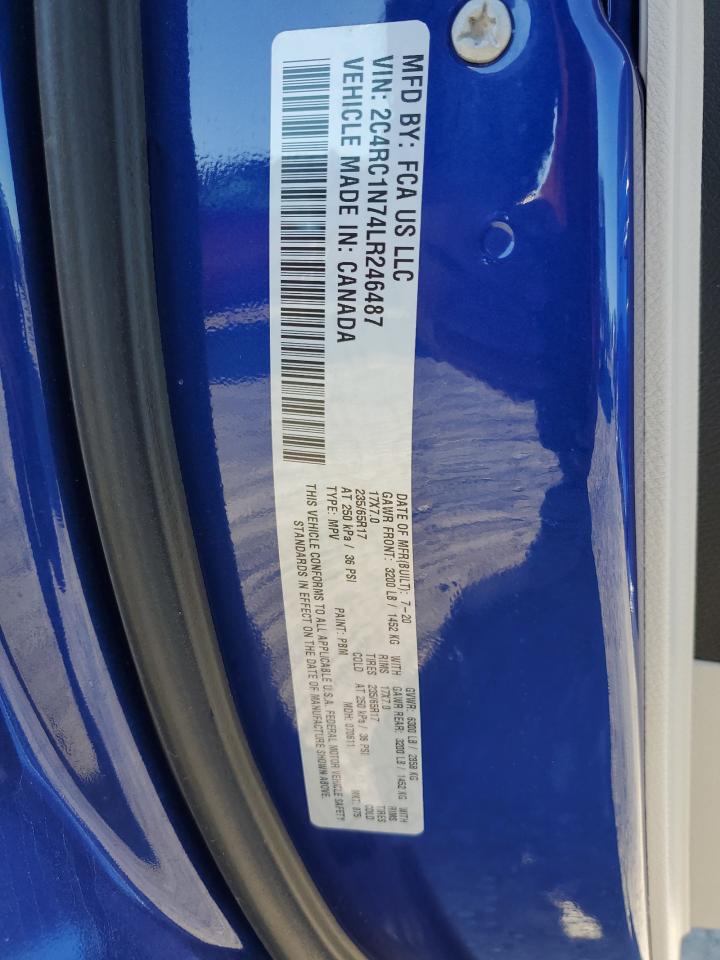 MFD BY: FCA US LLC
VIN: 2C4RC1N74LR246487
VEHICLE MADE IN: CANADA
DATE OF MFR(BUILT): 7-20 GVWR: 6300 LB / 2858 KG
GAWR FRONT: 3200 LB / 1452 KG WITH GAWR REAR: 3200 LB / 1452 KG WITH
17X7.0 RIMS 17X7.0 RIMS
235/65R17 TIRES 235/65R17 TIRES
AT 250 kPa / 36 PSI COLD AT 250 kPa / 36 PSI COLD
TYPE: MPV PAINT: PBM MDH: 070611 MKT:
THIS VEHICLE CONFORMS TO ALL APPLICABLE U.S.A. FEDERAL MOTOR VEHICLE SAFETY
STANDARDS IN EFFECT ON THE DATE OF MANUFACTURE SHOWN ABOVE.